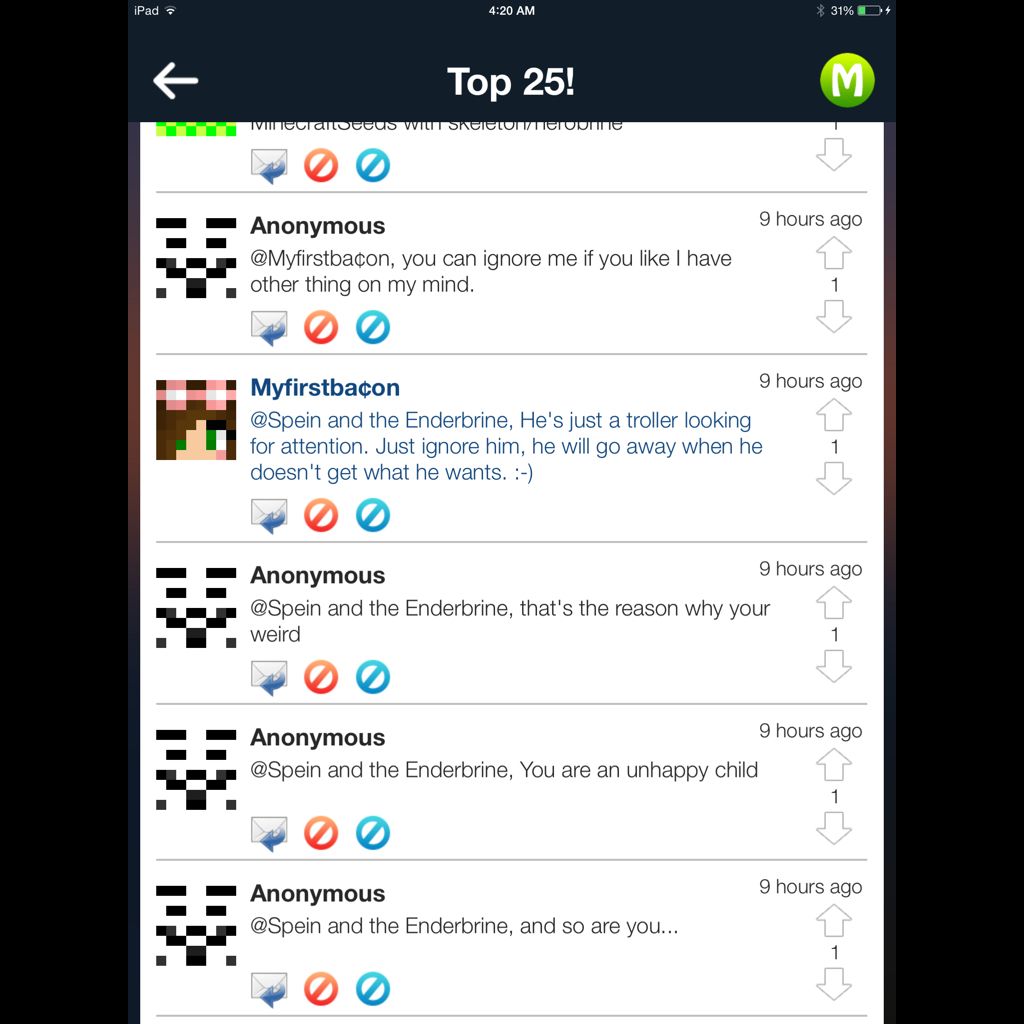 iPad
4:20 AM
31%
Top 25!
M
MinecraftSeeds with skeleton/herobrine
1
Anonymous
9 hours ago
@Myfirstba¢on, you can ignore me if you like I have
other thing on my mind.
1
Myfirstba¢on
9 hours ago
@Spein and the Enderbrine, He's just a troller looking
for attention. Just ignore him, he will go away when he
doesn't get what he wants. :-)
1
Anonymous
9 hours ago
@Spein and the Enderbrine, that's the reason why your
weird
1
Anonymous
9 hours ago
@Spein and the Enderbrine, You are an unhappy child
1
Anonymous
9 hours ago
@Spein and the Enderbrine, and so are you...
1